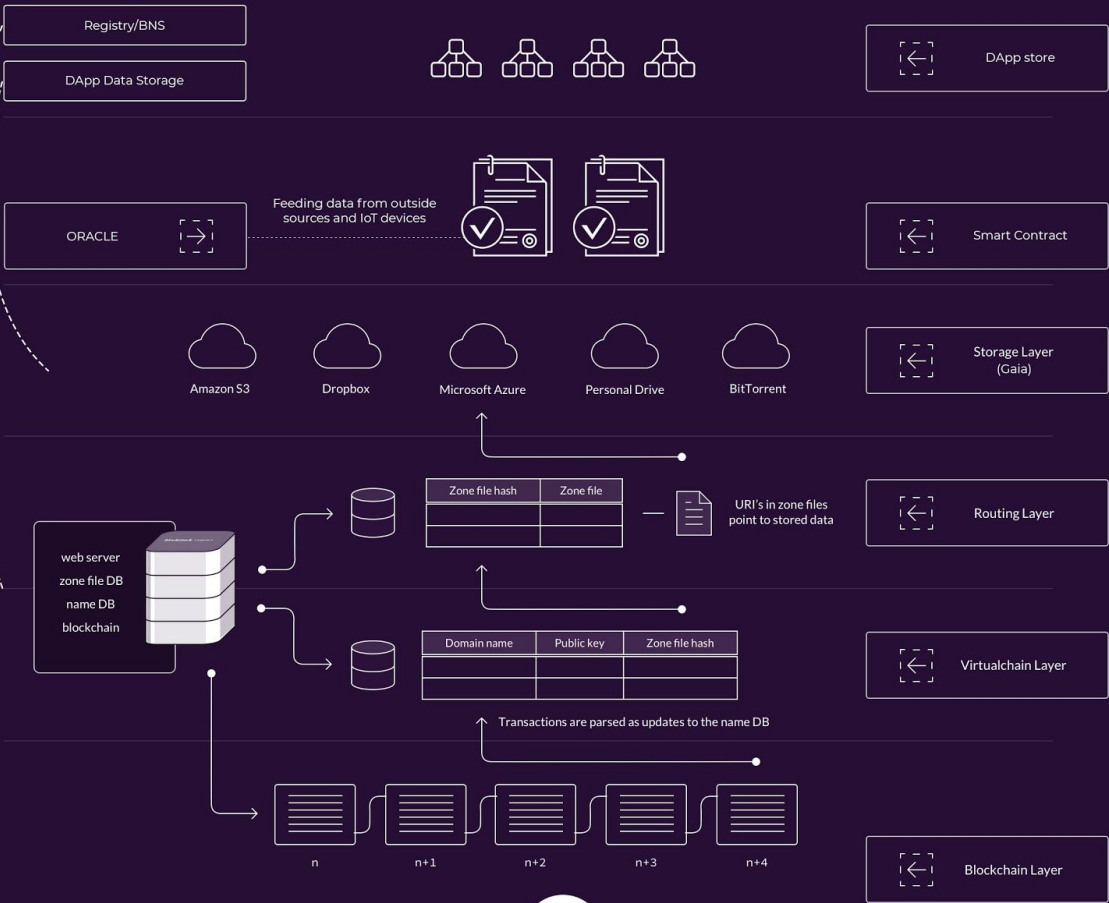 Registry/BNS
DApp Data Storage
DApp store
ORACLE
Feeding data from outside
sources and IoT devices
Smart Contract
Amazon S3
Dropbox
Microsoft Azure
Personal Drive
BitTorrent
Storage Layer
(Gaia)
Zone file hash
Zone file
URI's in zone files
point to stored data
Routing Layer
web server
zone file DB
name DB
blockchain
Domain name
Public key
Zone file hash
Virtualchain Layer
Transactions are parsed as updates to the name DB
n
n+1
n+2
n+3
n+4
Blockchain Layer